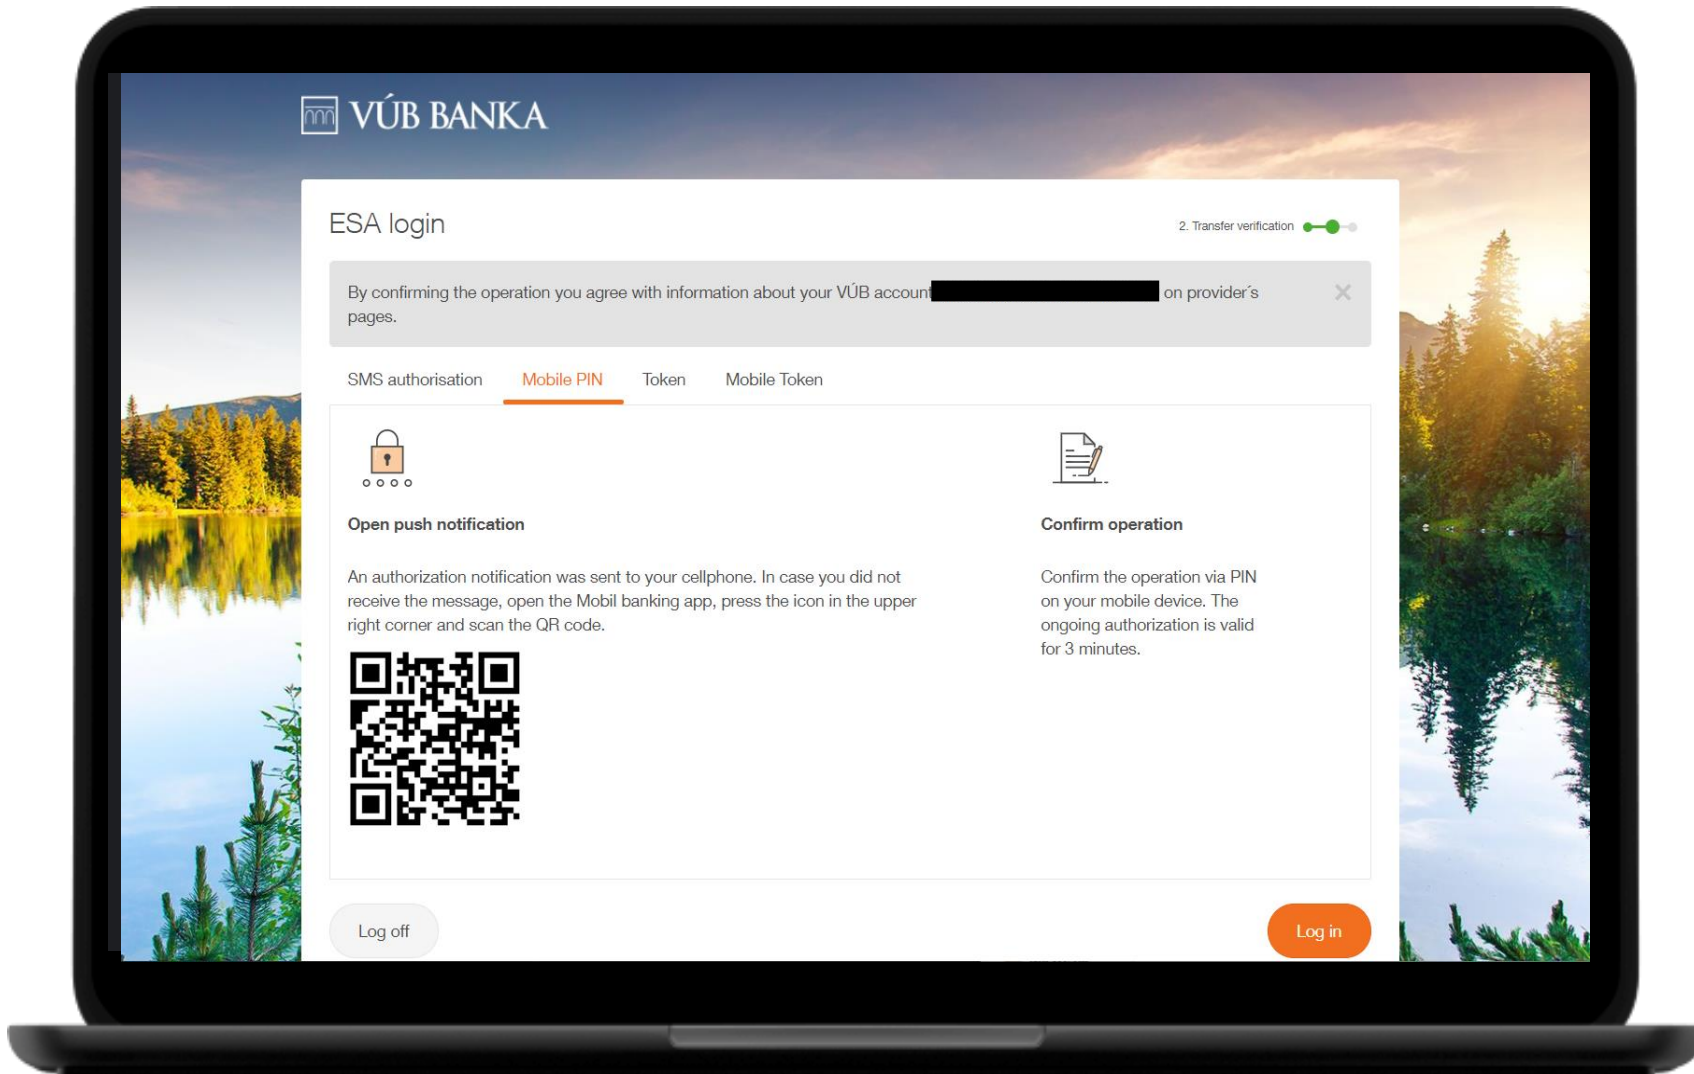 VÚB BANKA
ESA login
2. Transfer verification
By confirming the operation you agree with information about your VÚB account on provider´s
pages.
SMS authorisation Mobile PIN Token Mobile Token
Open push notification
An authorization notification was sent to your cellphone. In case you did not
receive the message, open the Mobil banking app, press the icon in the upper
right corner and scan the QR code.
Confirm operation
Confirm the operation via PIN
on your mobile device. The
ongoing authorization is valid
for 3 minutes.
Log off
Log in